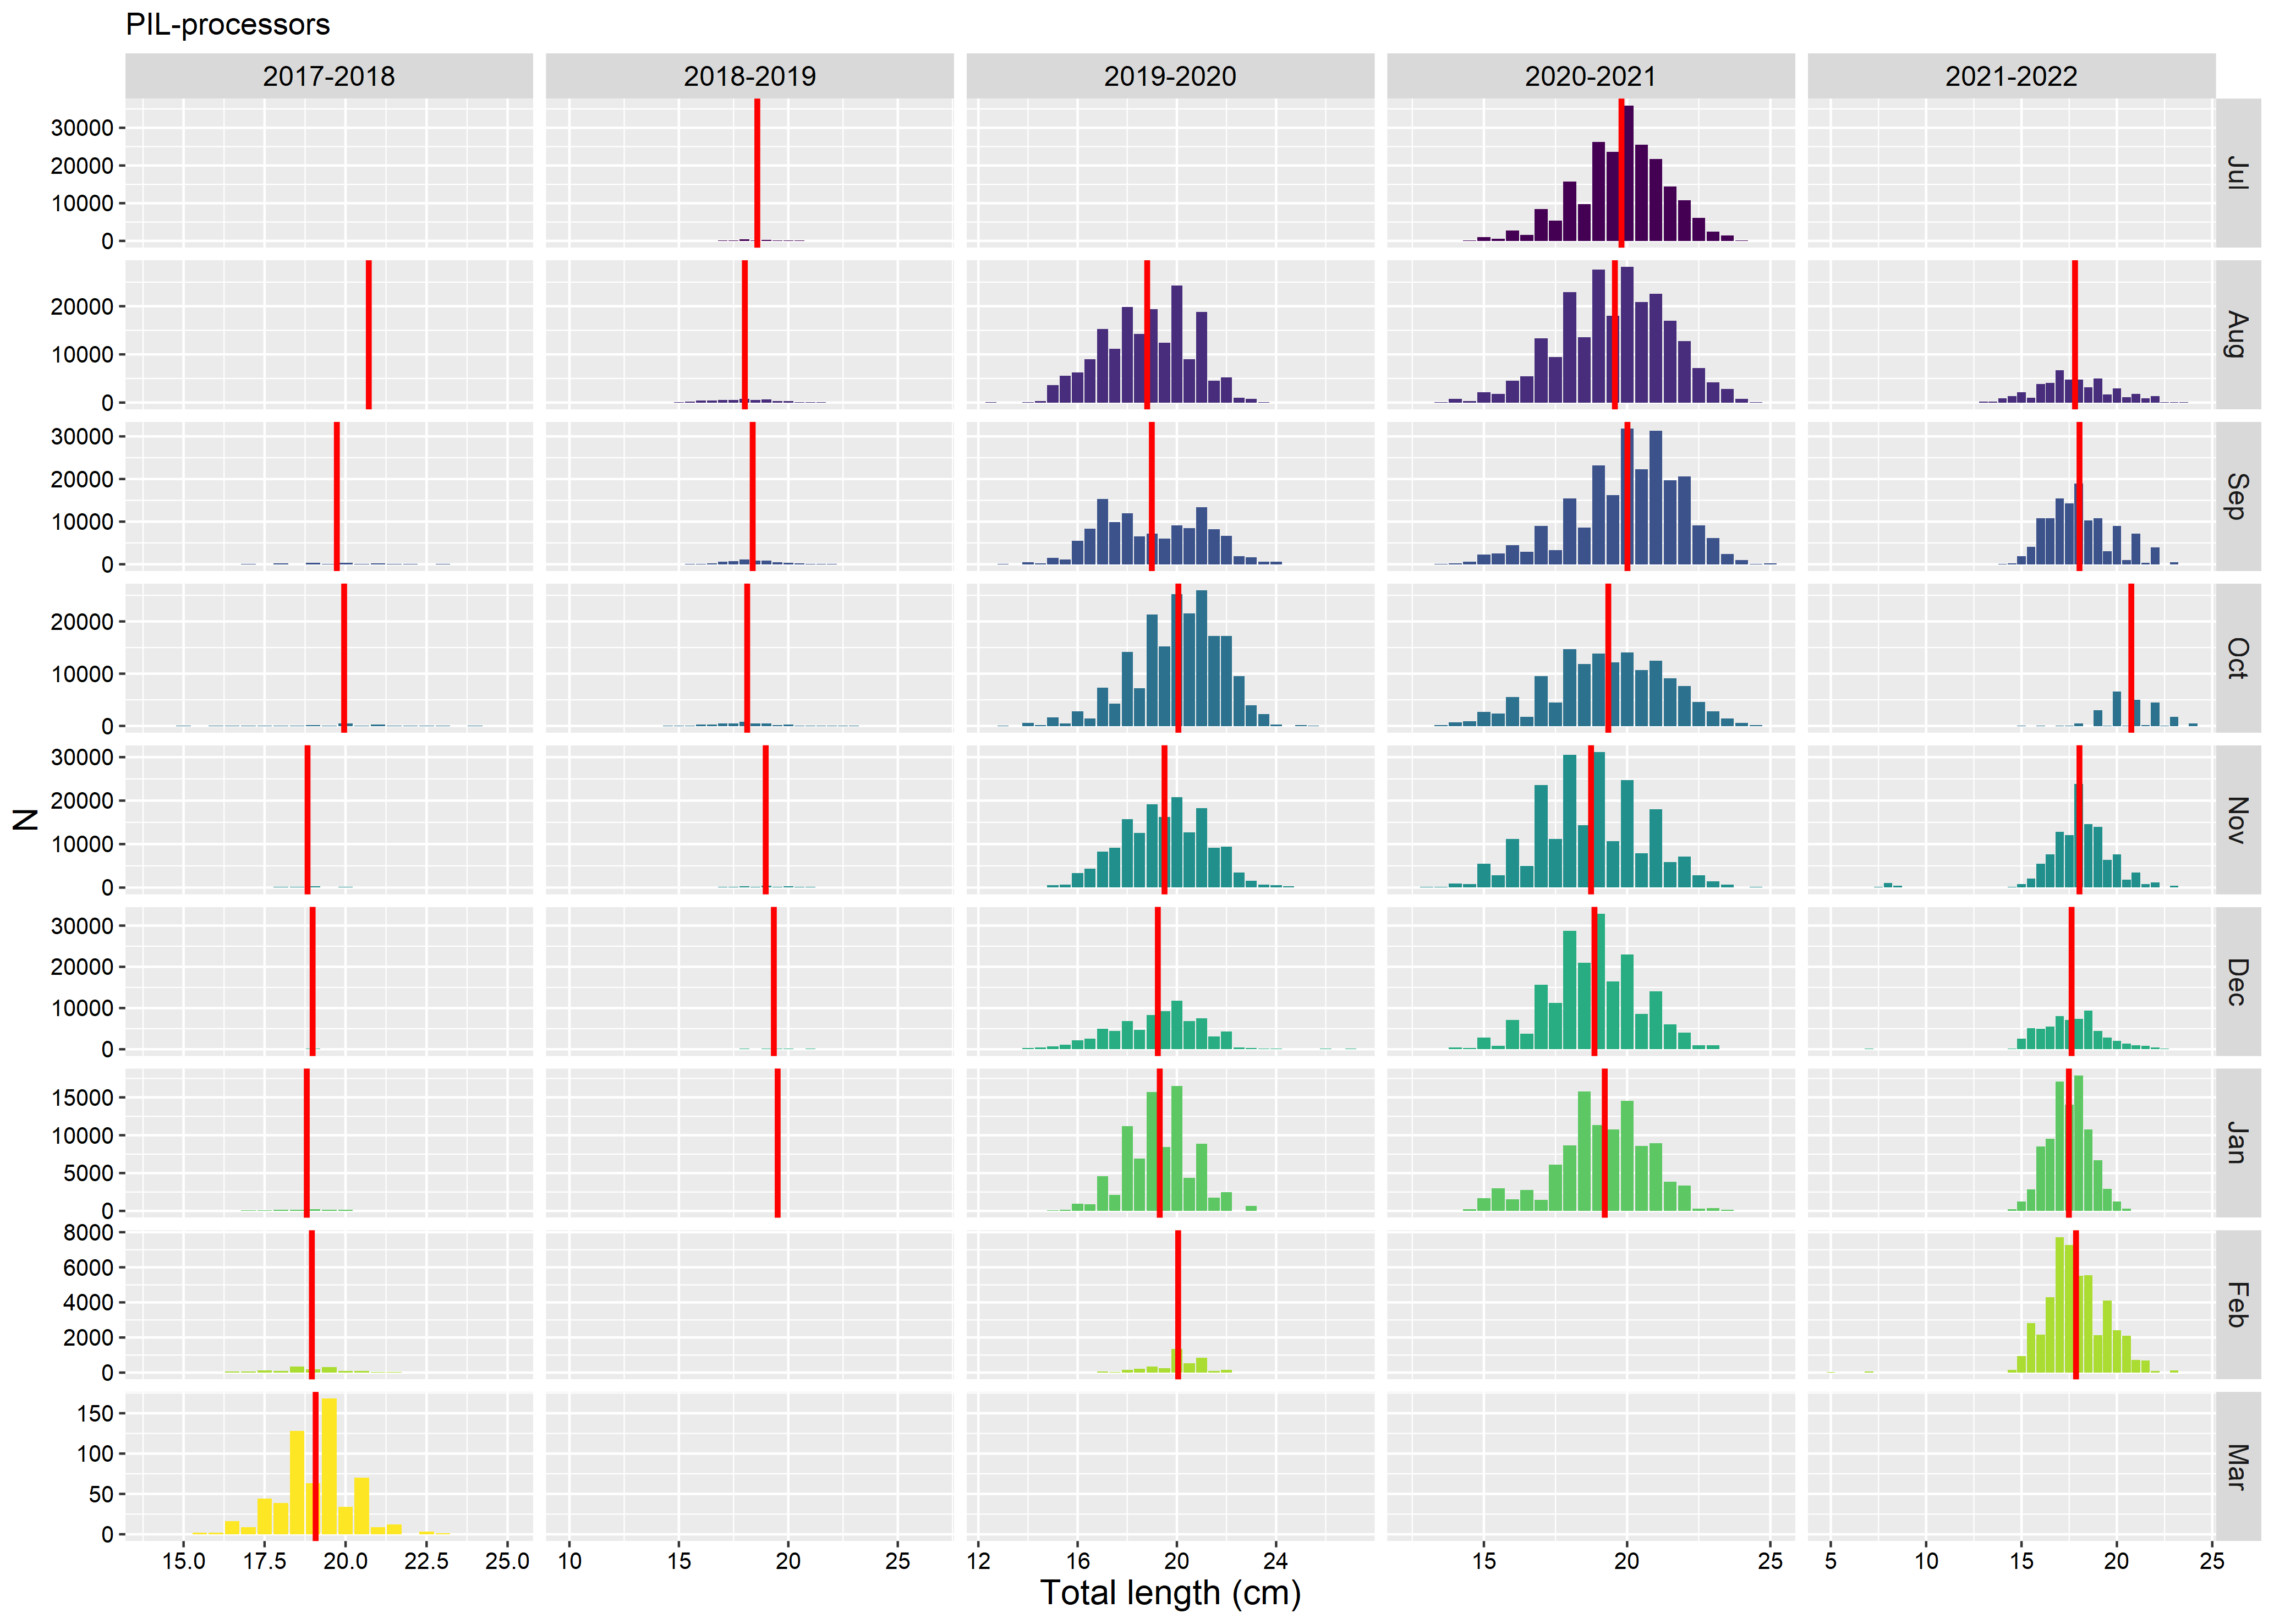 PIL-processors
2017-2018 2018-2019 2019-2020 2020-2021 2021-2022
30000
20000
10000
0
Jul
20000
10000
0
Aug
30000
20000
10000
0
Sep
20000
10000
0
Oct
30000
20000
10000
0
Nov
30000
20000
10000
0
Dec
15000
10000
5000
0
Jan
8000
6000
4000
2000
0
Feb
150
100
50
0
Mar
N
15.0 17.5 20.0 22.5 25.0 10 15 20 25 12 16 20 24 15 20 25 5 10 15 20 25
Total length (cm)